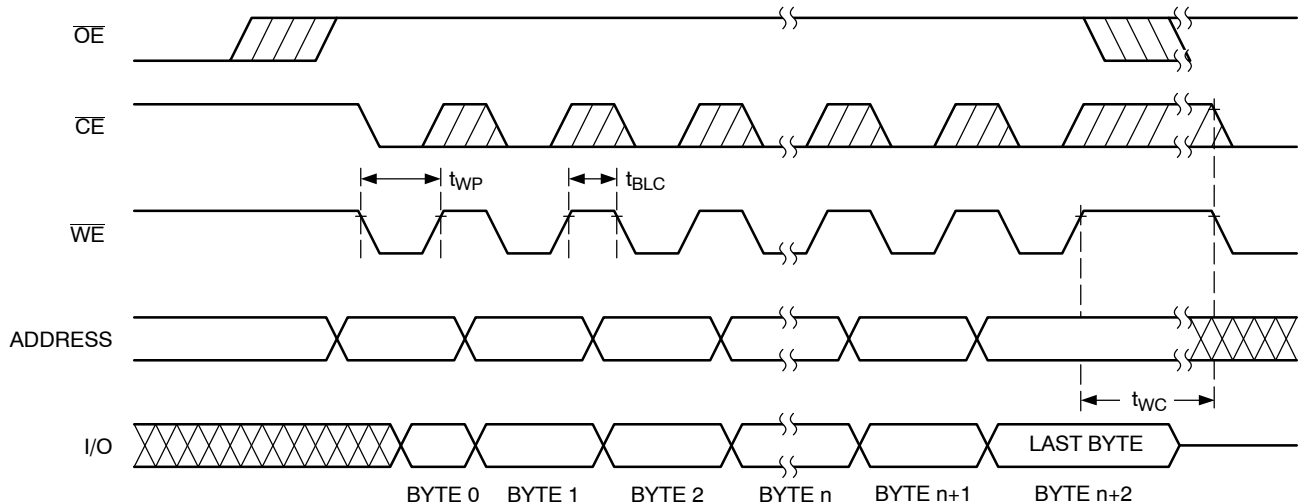 OE
CE
tWP
tBLC
WE
ADDRESS
tWC
I/O
LAST BYTE
BYTE 0 BYTE 1 BYTE 2 BYTE n BYTE n+1 BYTE n+2